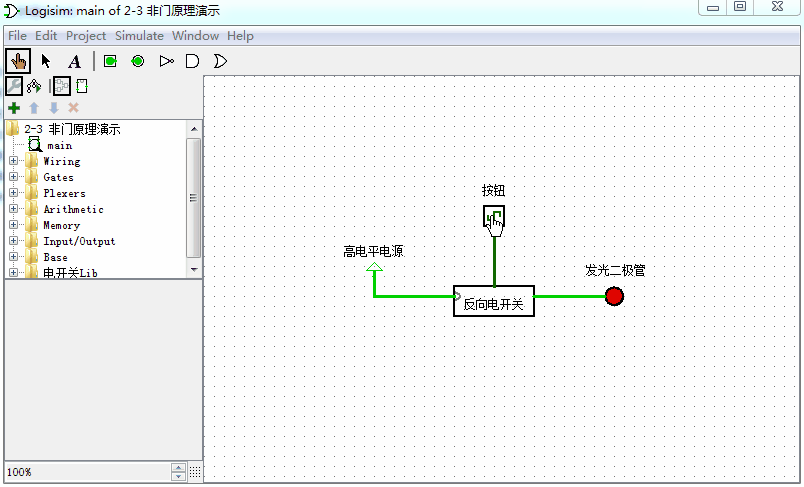 Logisim: main of 2-3 非门原理演示
File Edit Project Simulate Window Help
A
2-3 非门原理演示
main
Wiring
Gates
Plexers
Arithmetic
Memory
Input/Output
Base
电开关Lib
100%
按钮
高电平电源
发光二极管
反向电开关